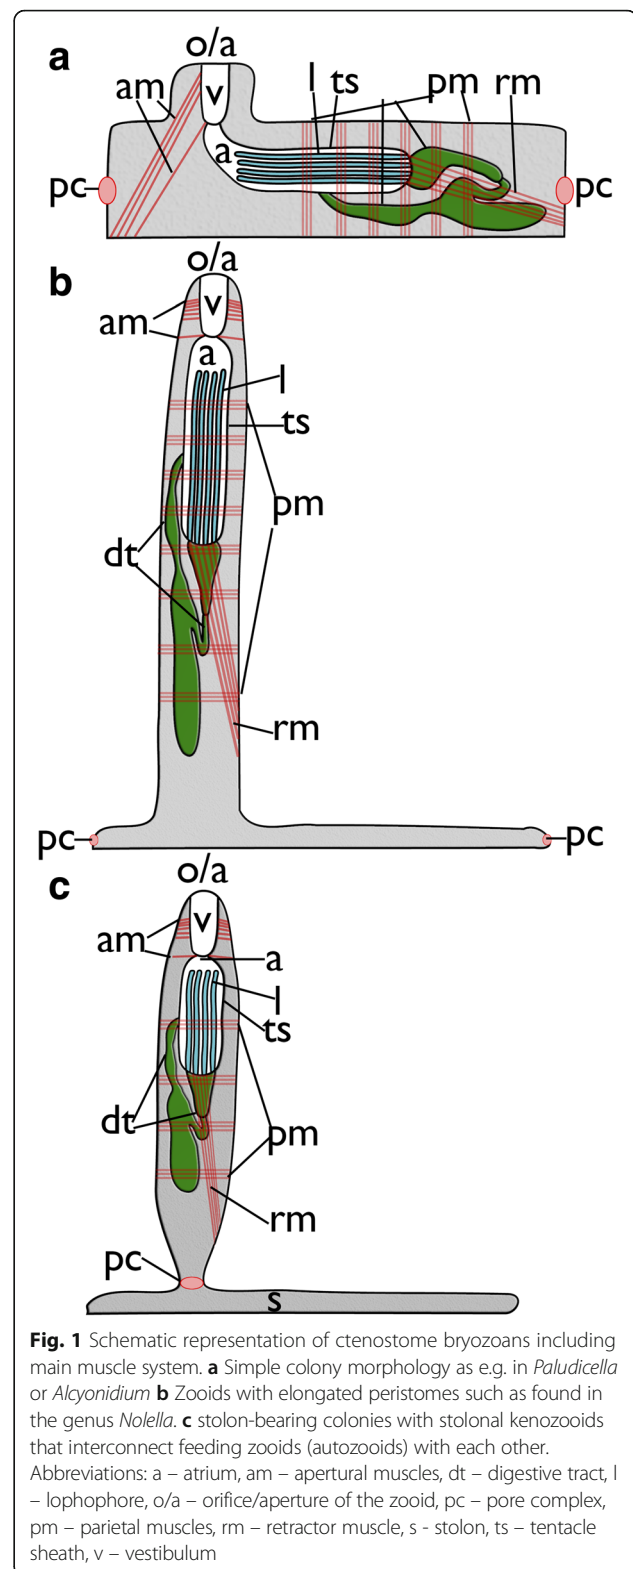 a
o/a
am
v
l
ts
pm
rm
a
pc
pc
b
o/a
v
am
a
l
ts
pm
dt
rm
pc
pc
c
o/a
v
am
a
l
ts
dt
pm
rm
pc
s
Fig. 1 Schematic representation of ctenostome bryozoans including
main muscle system. a Simple colony morphology as e.g. in Paludicella
or Alcyonidium b Zooids with elongated peristomes such as found in
the genus Nolella. c stolon-bearing colonies with stolonal kenozooids
that interconnect feeding zooids (autozooids) with each other.
Abbreviations: a – atrium, am – apertural muscles, dt – digestive tract, l
– lophophore, o/a – orifice/aperture of the zooid, pc – pore complex,
pm – parietal muscles, rm – retractor muscle, s - stolon, ts – tentacle
sheath, v – vestibulum